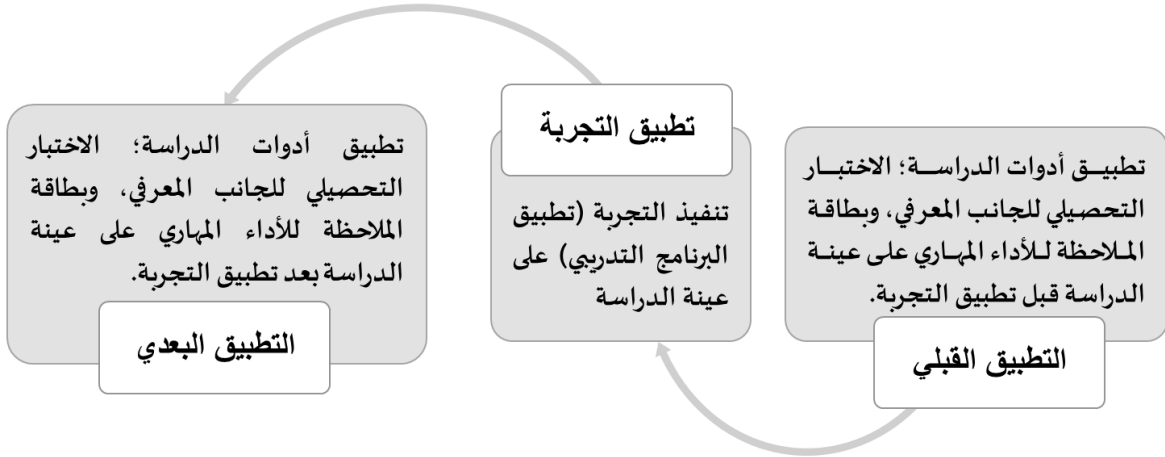 تطبيق أدوات الدراسة؛ الاختبار
التحصيلي للجانب المعرفي، وبطاقة
الملاحظة للأداء المهاري على عينة
الدراسة قبل تطبيق التجربة.
التطبيق القبلي
تطبيق التجربة
تنفيذ التجربة (تطبيق
البرنامج التدريبي) على
عينة الدراسة
تطبيق أدوات الدراسة؛ الاختبار
التحصيلي للجانب المعرفي، وبطاقة
الملاحظة للأداء المهاري على عينة
الدراسة بعد تطبيق التجربة.
التطبيق البعدي